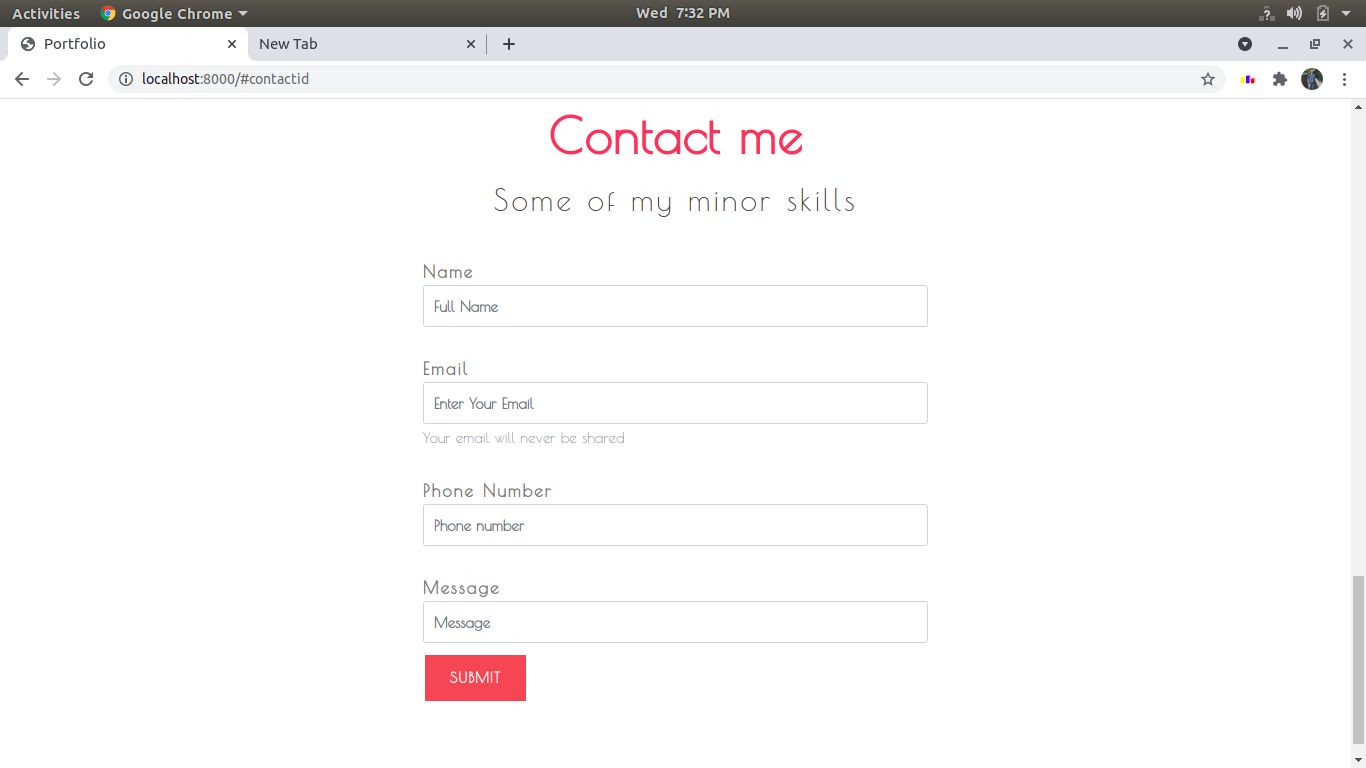 Activities Google Chrome Wed 7:32 PM
Portfolio New Tab
localhost:8000/#contactid
Contact me
Some of my minor skills
Name
Full Name
Email
Enter Your Email
Your email will never be shared
Phone Number
Phone number
Message
Message
SUBMIT